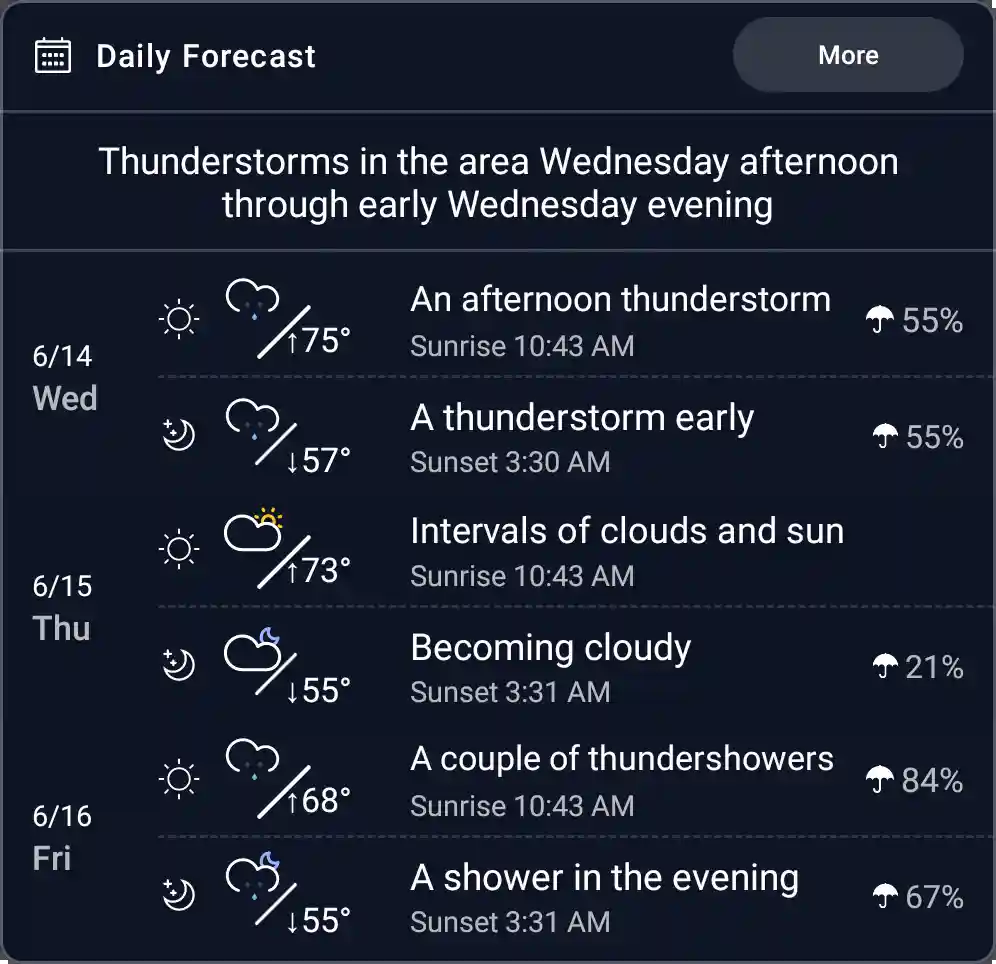 Daily Forecast
More
Thunderstorms in the area Wednesday afternoon
through early Wednesday evening
6/14
Wed
↑75°
An afternoon thunderstorm
Sunrise 10:43 AM
55%
↓57°
A thunderstorm early
Sunset 3:30 AM
55%
6/15
Thu
↑73°
Intervals of clouds and sun
Sunrise 10:43 AM
↓55°
Becoming cloudy
Sunset 3:31 AM
21%
6/16
Fri
↑68°
A couple of thundershowers
Sunrise 10:43 AM
84%
↓55°
A shower in the evening
Sunset 3:31 AM
67%